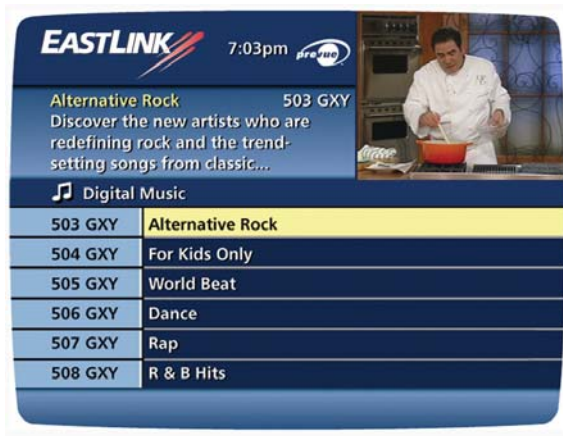 EASTLINK
7:03pm prevue
Alternative Rock 503 GXY
Discover the new artists who are
redefining rock and the trend-
setting songs from classic...
Digital Music
503 GXY Alternative Rock
504 GXY For Kids Only
505 GXY World Beat
506 GXY Dance
507 GXY Rap
508 GXY R & B Hits